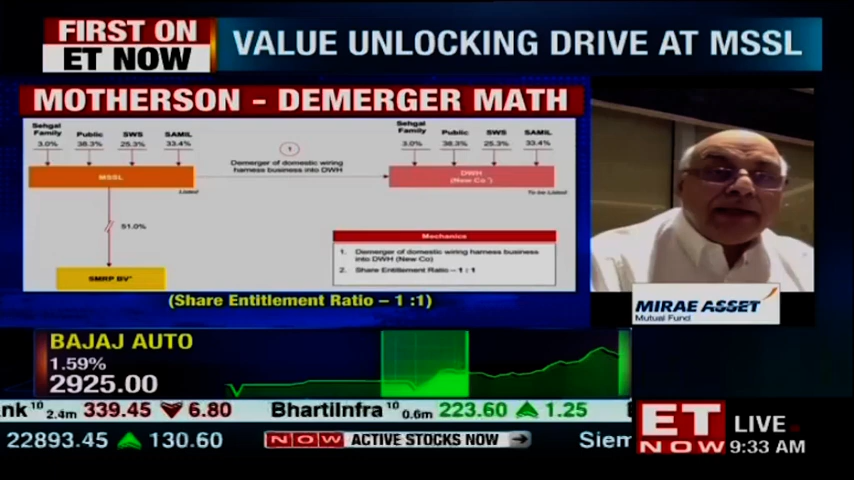 FIRST ON
ET NOW
VALUE UNLOCKING DRIVE AT MSSL
MOTHERSON - DEMERGER MATH
Sehgal Family 3.0%
Public 38.3%
SWS 25.3%
SAMIL 33.4%
Sehgal Family 3.0%
Public 38.3%
SWS 25.3%
SAMIL 33.4%
1
Demerger of domestic wiring
harness business into DWH
MSSL
Listed
DWH
(New Co*)
To be Listed
51.0%
SMRP BV*
Mechanics
1. Demerger of domestic wiring harness business
into DWH (New Co)
2. Share Entitlement Ratio – 1 : 1
(Share Entitlement Ratio – 1 :1)
MIRAE ASSET
Mutual Fund
BAJAJ AUTO
1.59%
2925.00
nk 10 2.4m 339.45 6.80 BhartiInfra 10 0.6m 223.60 1.25
22893.45 130.60 NOW ACTIVE STOCKS NOW Siem
ET
NOW
LIVE
9:33 AM